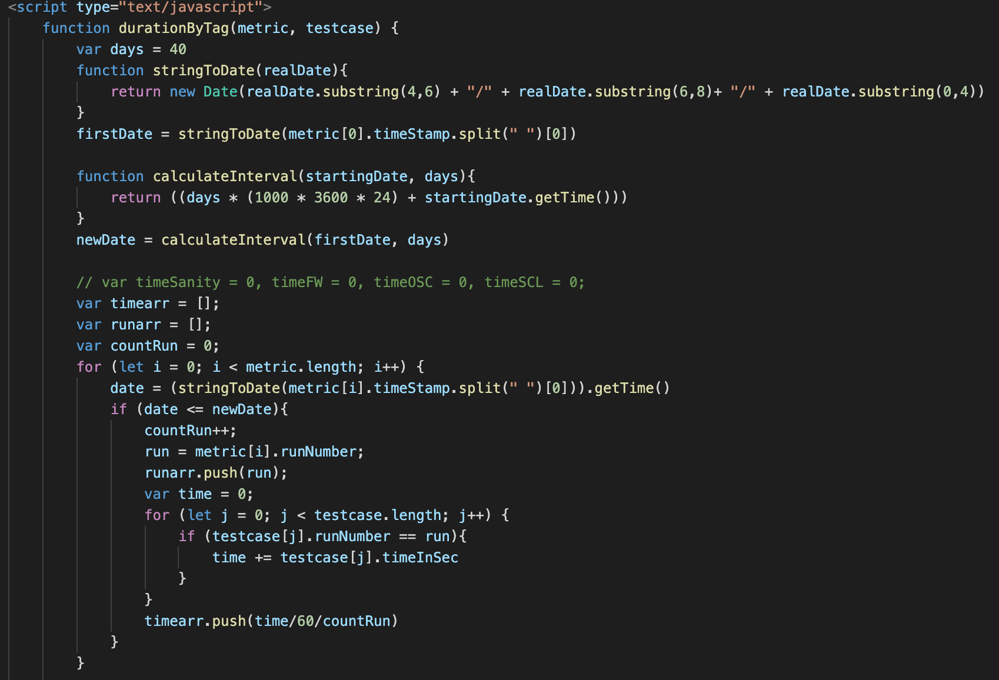 <script type="text/javascript">
    function durationByTag(metric, testcase) {
        var days = 40
        function stringToDate(realDate){
            return new Date(realDate.substring(4,6) + "/" + realDate.substring(6,8)+ "/" + realDate.substring(0,4))
        }
        firstDate = stringToDate(metric[0].timeStamp.split(" ")[0])

        function calculateInterval(startingDate, days){
            return ((days * (1000 * 3600 * 24) + startingDate.getTime()))
        }
        newDate = calculateInterval(firstDate, days)

        // var timeSanity = 0, timeFW = 0, timeOSC = 0, timeSCL = 0;
        var timearr = [];
        var runarr = [];
        var countRun = 0;
        for (let i = 0; i < metric.length; i++) {
            date = (stringToDate(metric[i].timeStamp.split(" ")[0])).getTime()
            if (date <= newDate){
                countRun++;
                run = metric[i].runNumber;
                runarr.push(run);
                var time = 0;
                for (let j = 0; j < testcase.length; j++) {
                    if (testcase[j].runNumber == run){
                        time += testcase[j].timeInSec
                    }
                }
                timearr.push(time/60/countRun)
            }
        }